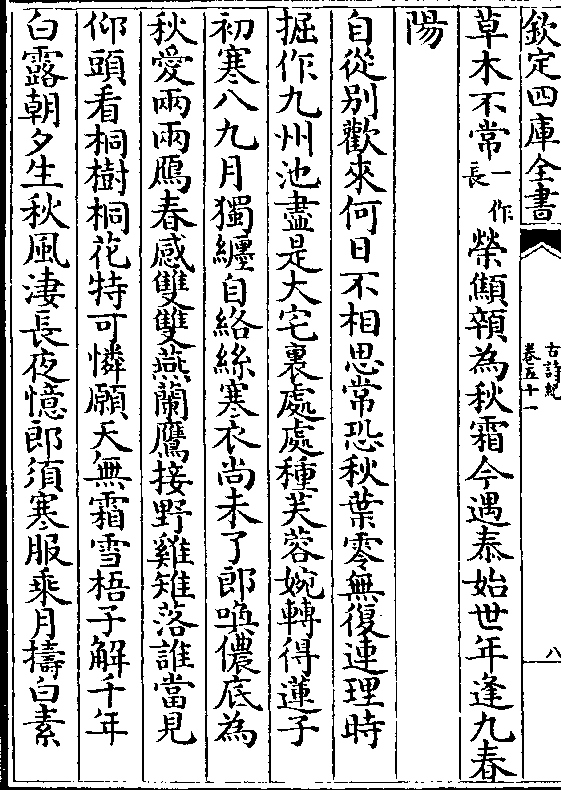 欽定四庫全書
古詩紀
卷五十一
八
草木不常一作長榮顦顇為秋霜今遇泰始世年逢九春
陽
自從别歡來何日不相思常恐秋葉零無復連理時
掘作九州池盡是大宅裏處處種芙蓉婉轉得蓮子
初寒八九月獨纏自絡絲寒衣尚未了郎喚儂底為
秋愛兩兩鴈春感雙雙燕蘭鷹接野雞雉落誰當見
仰頭看桐樹桐花特可憐願天無霜雪梧子解千年
白露朝夕生秋風淒長夜憶郎須寒服乘月擣白素